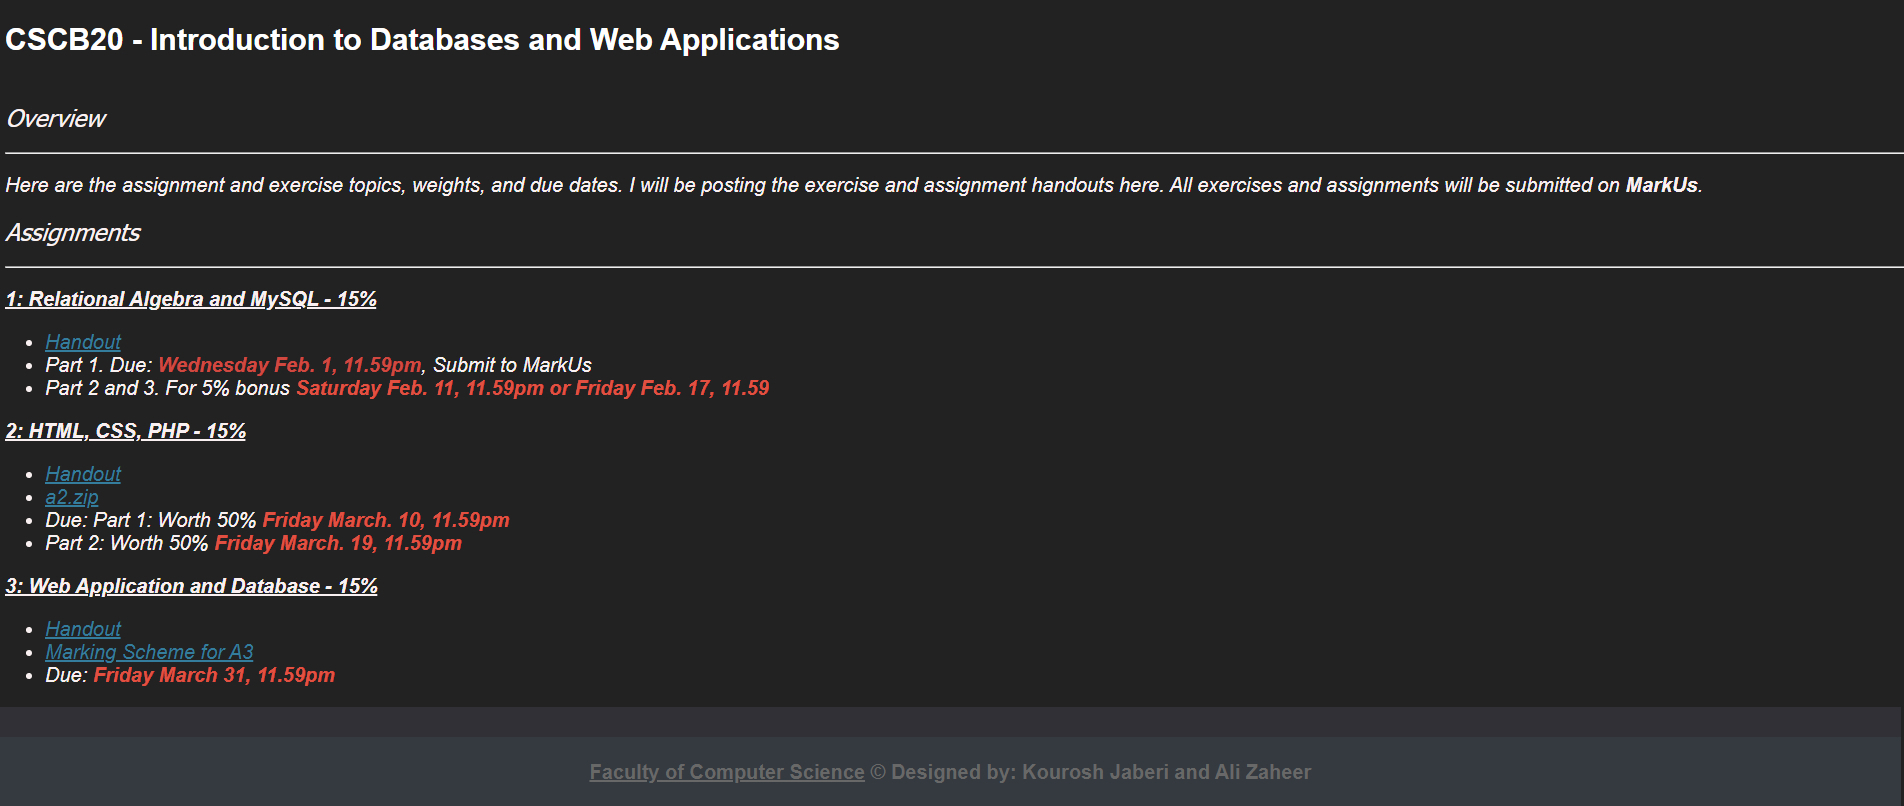 CSCB20 - Introduction to Databases and Web Applications
Overview
Here are the assignment and exercise topics, weights, and due dates. I will be posting the exercise and assignment handouts here. All exercises and assignments will be submitted on MarkUs.
Assignments
1: Relational Algebra and MySQL - 15%
Handout
Part 1. Due: Wednesday Feb. 1, 11.59pm, Submit to MarkUs
Part 2 and 3. For 5% bonus Saturday Feb. 11, 11.59pm or Friday Feb. 17, 11.59
2: HTML, CSS, PHP - 15%
Handout
a2.zip
Due: Part 1: Worth 50% Friday March. 10, 11.59pm
Part 2: Worth 50% Friday March. 19, 11.59pm
3: Web Application and Database - 15%
Handout
Marking Scheme for A3
Due: Friday March 31, 11.59pm
Faculty of Computer Science © Designed by: Kourosh Jaberi and Ali Zaheer